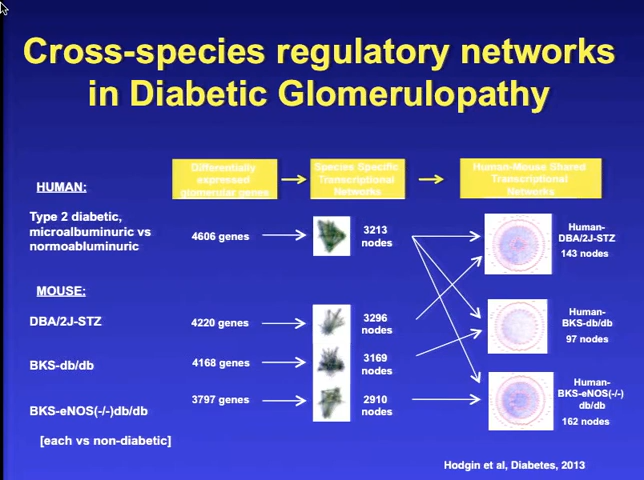 Cross-species regulatory networks
in Diabetic Glomerulopathy
Differentially
expressed
glomerular genes
Species Specific
Transcriptional
Networks
Human-Mouse Shared
Transcriptional
Networks
HUMAN:
Type 2 diabetic,
microalbuminuric vs
normoabluminuric
4606 genes
3213
nodes
Human-
DBA/2J-STZ
143 nodes
MOUSE:
DBA/2J-STZ
4220 genes
3296
nodes
Human-
BKS-db/db
97 nodes
BKS-db/db
4168 genes
3169
nodes
BKS-eNOS(-/-)db/db
3797 genes
2910
nodes
Human-
BKS-eNOS(-/-)
db/db
162 nodes
[each vs non-diabetic]
Hodgin et al, Diabetes, 2013